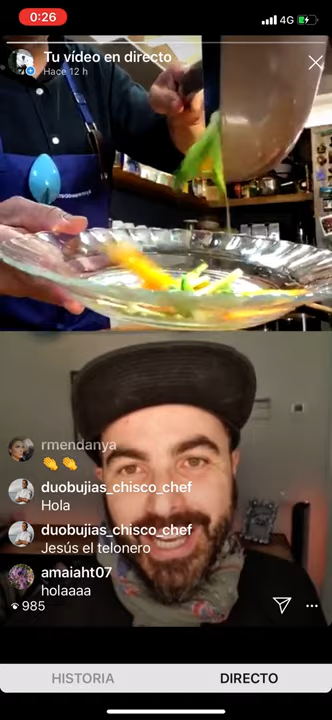 0:26
4G
Tu vídeo en directo
Hace 12 h
rmendanya
👏👏
duobujias_chisco_chef
Hola
duobujias_chisco_chef
Jesús el telonero
amaiaht07
holaaaa
985
HISTORIA
DIRECTO